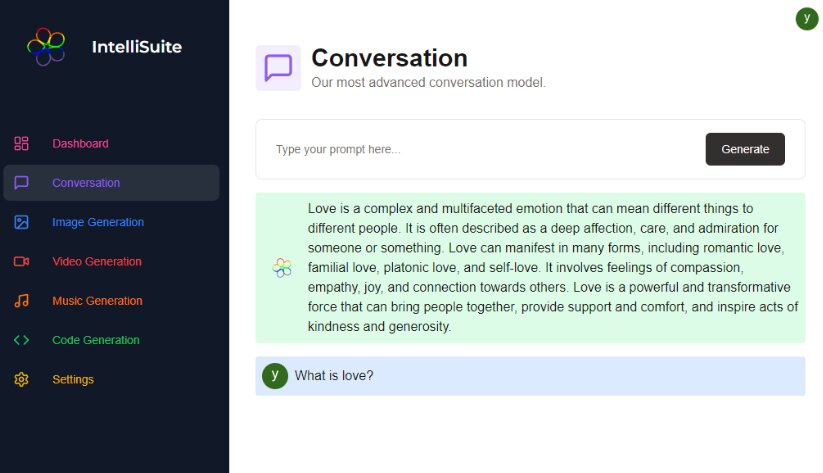 IntelliSuite
Dashboard
Conversation
Image Generation
Video Generation
Music Generation
Code Generation
Settings
y
Conversation
Our most advanced conversation model.
Type your prompt here...
Generate
Love is a complex and multifaceted emotion that can mean different things to
different people. It is often described as a deep affection, care, and admiration for
someone or something. Love can manifest in many forms, including romantic love,
familial love, platonic love, and self-love. It involves feelings of compassion,
empathy, joy, and connection towards others. Love is a powerful and transformative
force that can bring people together, provide support and comfort, and inspire acts of
kindness and generosity.
y
What is love?